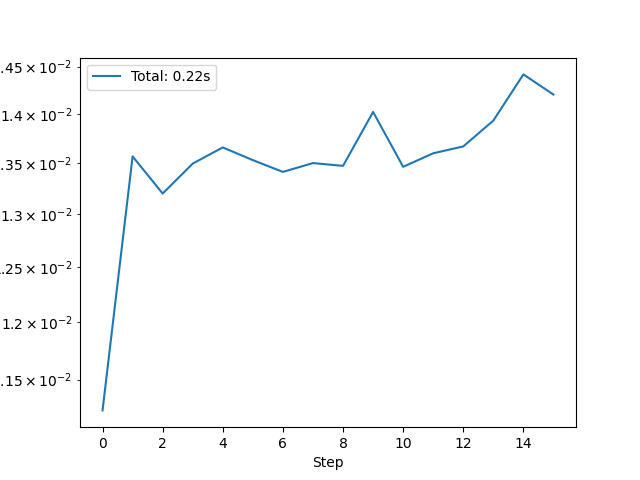 .45 × 10⁻²
Total: 0.22s
1.4 × 10⁻²
.35 × 10⁻²
1.3 × 10⁻²
.25 × 10⁻²
1.2 × 10⁻²
.15 × 10⁻²
0 2 4 6 8 10 12 14
Step